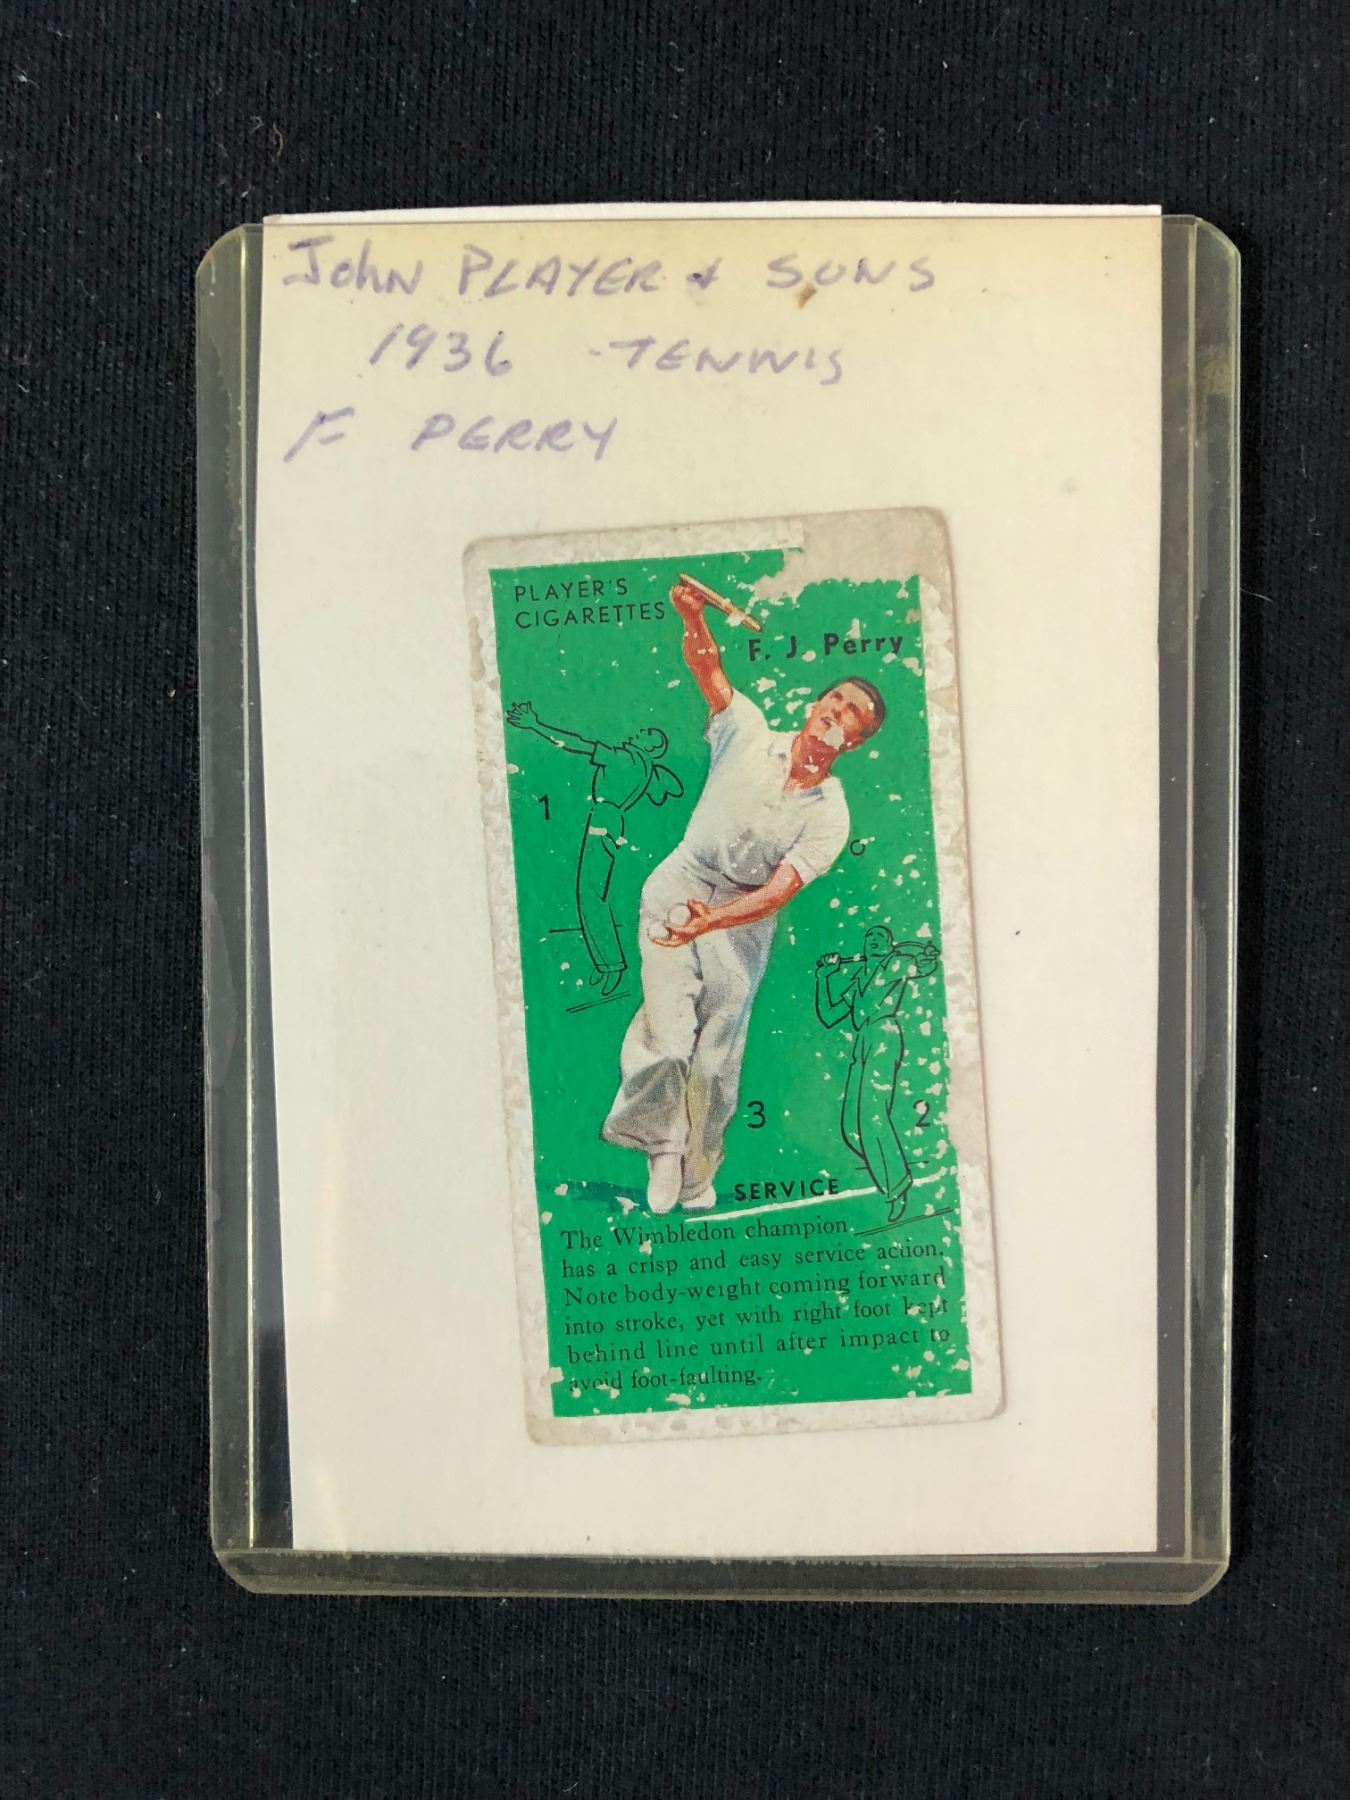 John PLAYER & SONS
1936 TENNIS
F PERRY
PLAYER'S
CIGARETTES
F. J. Perry
1
3
2
SERVICE
The Wimbledon champion
has a crisp and easy service action.
Note body-weight coming forward
into stroke, yet with right foot kept
behind line until after impact to
avoid foot-faulting.